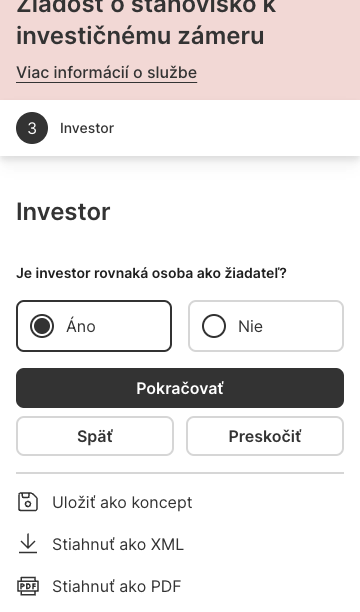 Žiadosť o stanovisko k
investičnému zámeru
Viac informácií o službe
3 Investor
Investor
Je investor rovnaká osoba ako žiadateľ?
Áno
Nie
Pokračovať
Späť
Preskočiť
Uložiť ako koncept
Stiahnuť ako XML
PDF Stiahnuť ako PDF